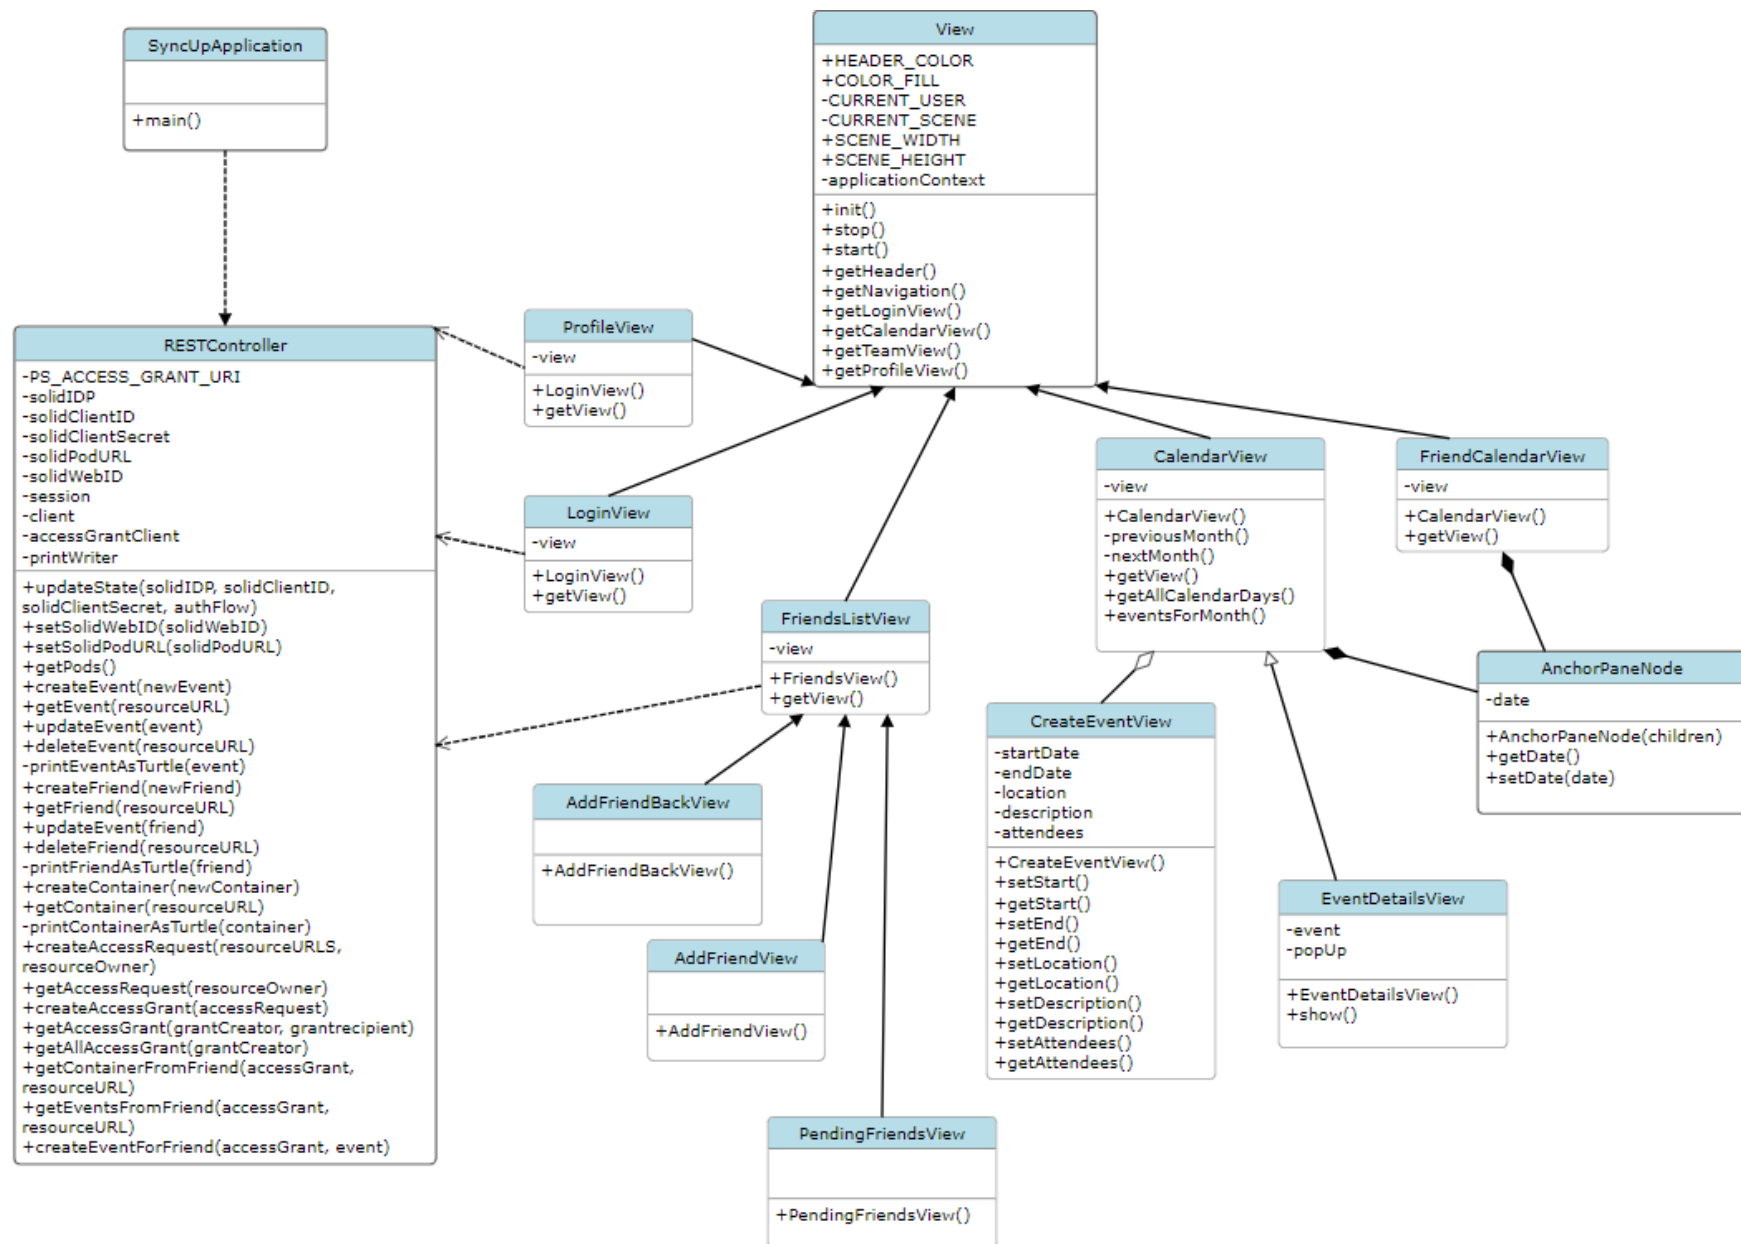 SyncUpApplication
+main()
View
+HEADER_COLOR
+COLOR_FILL
-CURRENT_USER
-CURRENT_SCENE
+SCENE_WIDTH
+SCENE_HEIGHT
-applicationContext
+init()
+stop()
+start()
+getHeader()
+getNavigation()
+getLoginView()
+getCalendarView()
+getTeamView()
+getProfileView()
RESTController
-PS_ACCESS_GRANT_URI
-solidIDP
-solidClientID
-solidClientSecret
-solidPodURL
-solidWebID
-session
-client
-accessGrantClient
-printWriter
+updateState(solidIDP, solidClientID,
solidClientSecret, authFlow)
+setSolidWebID(solidWebID)
+setSolidPodURL(solidPodURL)
+getPods()
+createEvent(newEvent)
+getEvent(resourceURL)
+updateEvent(event)
+deleteEvent(resourceURL)
-printEventAsTurtle(event)
+createFriend(newFriend)
+getFriend(resourceURL)
+updateEvent(friend)
+deleteFriend(resourceURL)
-printFriendAsTurtle(friend)
+createContainer(newContainer)
+getContainer(resourceURL)
-printContainerAsTurtle(container)
+createAccessRequest(resourceURLS,
resourceOwner)
+getAccessRequest(resourceOwner)
+createAccessGrant(accessRequest)
+getAccessGrant(grantCreator, grantrecipient)
+getAllAccessGrant(grantCreator)
+getContainerFromFriend(accessGrant,
resourceURL)
+getEventsFromFriend(accessGrant,
resourceURL)
+createEventForFriend(accessGrant, event)
ProfileView
-view
+LoginView()
+getView()
LoginView
-view
+LoginView()
+getView()
FriendsListView
-view
+FriendsView()
+getView()
CalendarView
-view
+CalendarView()
-previousMonth()
-nextMonth()
+getView()
+getAllCalendarDays()
+eventsForMonth()
FriendCalendarView
-view
+CalendarView()
+getView()
AnchorPaneNode
-date
+AnchorPaneNode(children)
+getDate()
+setDate(date)
CreateEventView
-startDate
-endDate
-location
-description
-attendees
+CreateEventView()
+setStart()
+getStart()
+setEnd()
+getEnd()
+setLocation()
+getLocation()
+setDescription()
+getDescription()
+setAttendees()
+getAttendees()
AddFriendBackView
+AddFriendBackView()
EventDetailsView
-event
-popUp
+EventDetailsView()
+show()
AddFriendView
+AddFriendView()
PendingFriendsView
+PendingFriendsView()